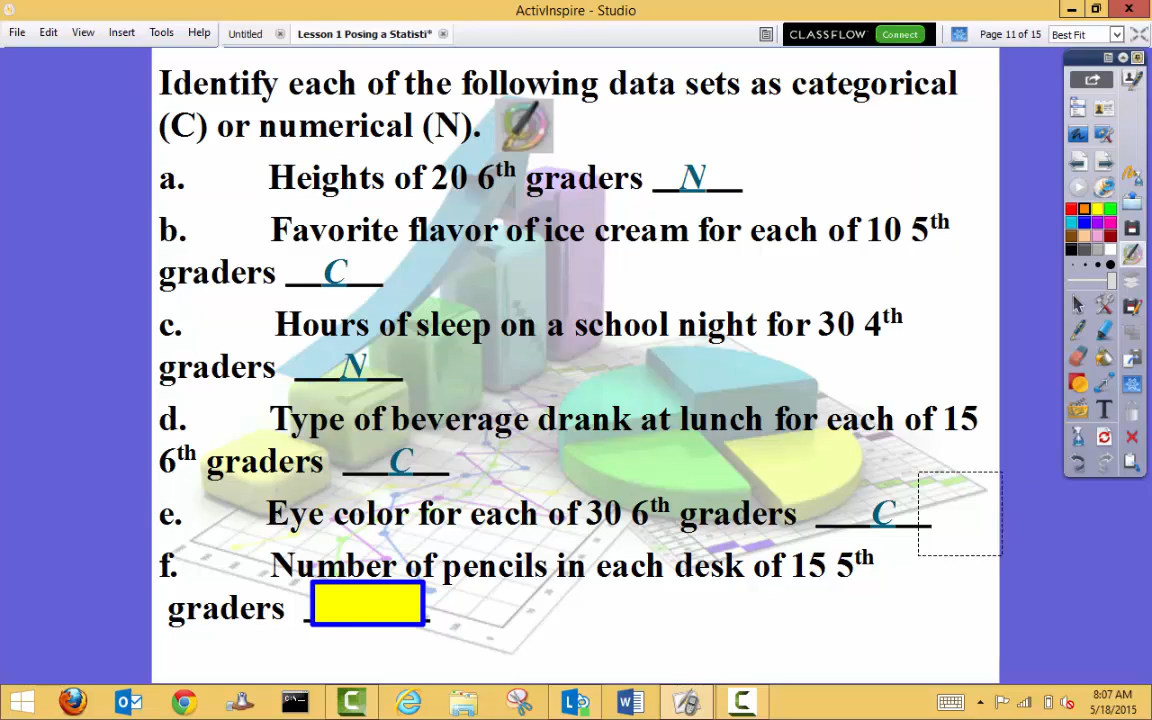 ActivInspire - Studio
File Edit View Insert Tools Help Untitled Lesson 1 Posing a Statisti* CLASSFLOW Connect Page 11 of 15 Best Fit
Identify each of the following data sets as categorical
(C) or numerical (N).
a. Heights of 20 6th graders __N__
b. Favorite flavor of ice cream for each of 10 5th
graders __C__
c. Hours of sleep on a school night for 30 4th
graders __N__
d. Type of beverage drank at lunch for each of 15
6th graders __C__
e. Eye color for each of 30 6th graders __C__
f. Number of pencils in each desk of 15 5th
graders
8:07 AM
5/18/2015